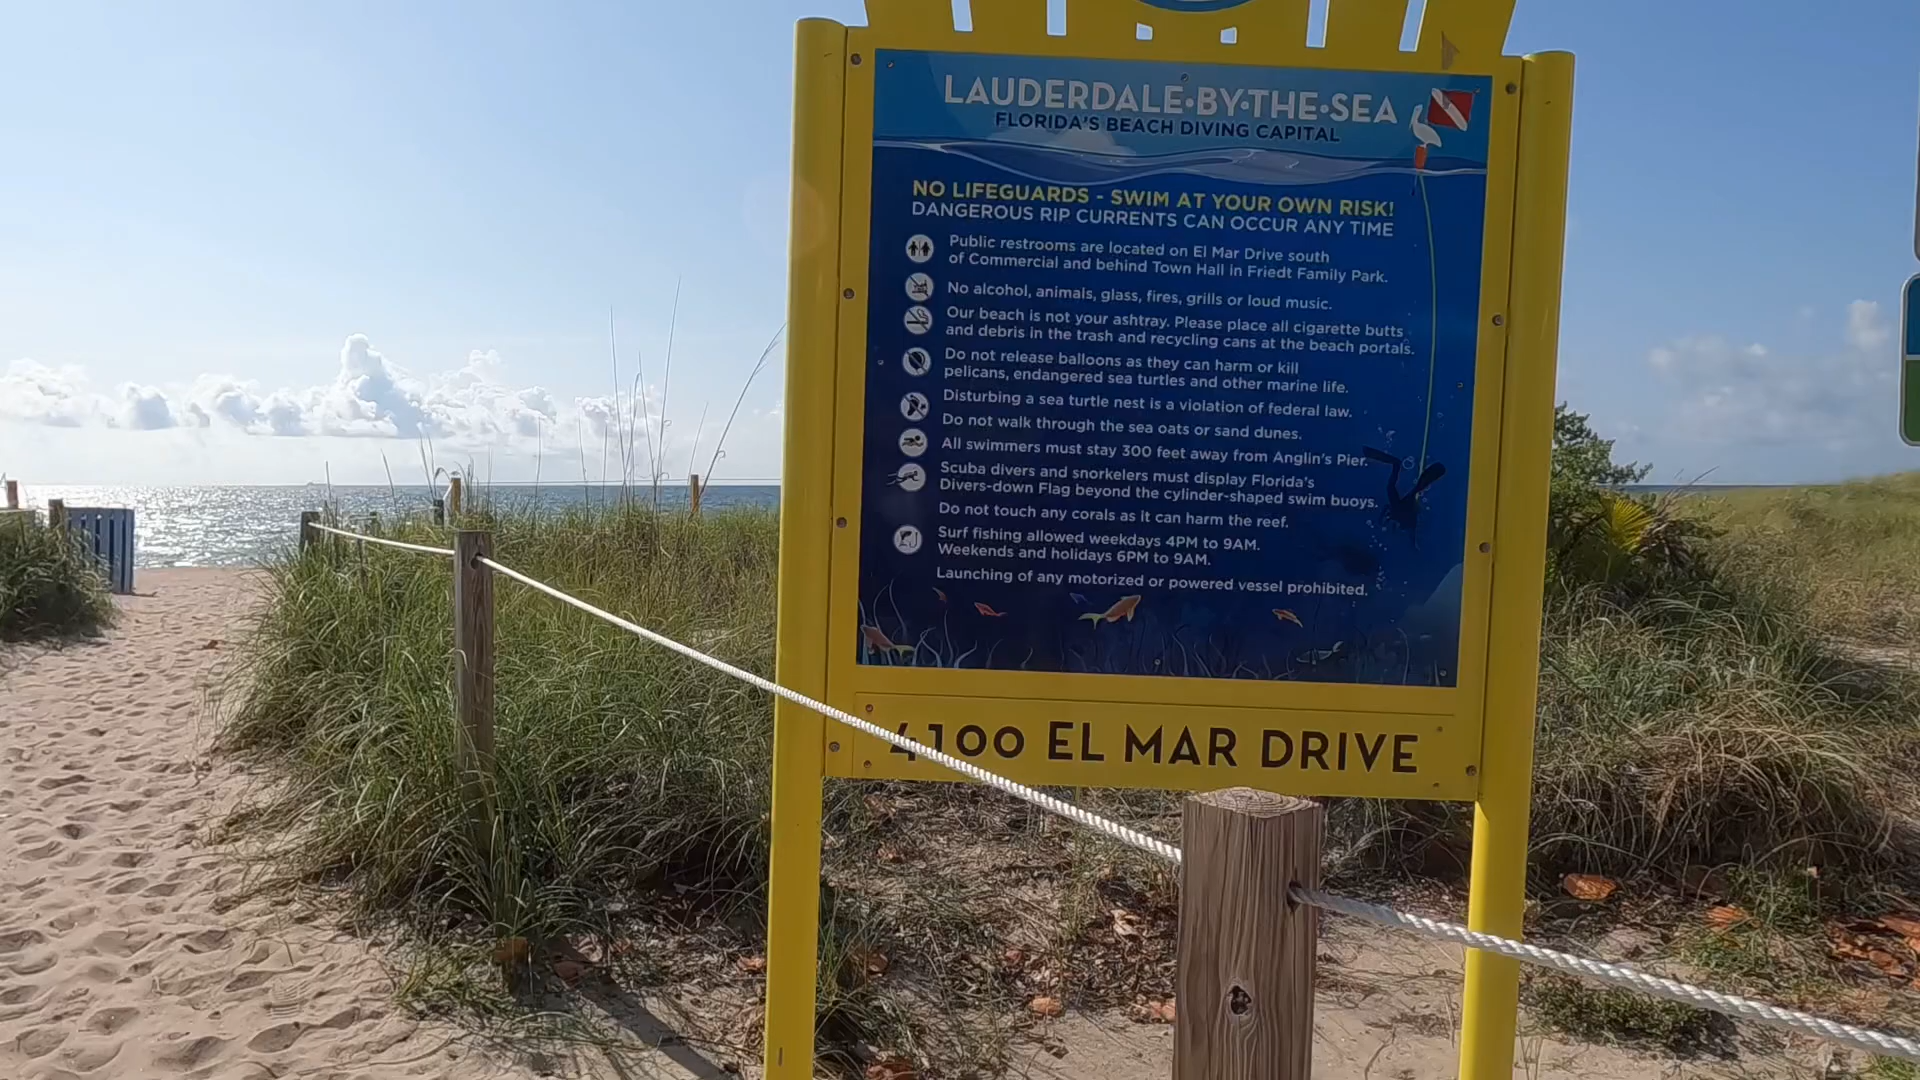 LAUDERDALE•BY•THE•SEA
FLORIDA'S BEACH DIVING CAPITAL
NO LIFEGUARDS - SWIM AT YOUR OWN RISK!
DANGEROUS RIP CURRENTS CAN OCCUR ANY TIME
Public restrooms are located on El Mar Drive south
of Commercial and behind Town Hall in Friedt Family Park.
No alcohol, animals, glass, fires, grills or loud music.
Our beach is not your ashtray. Please place all cigarette butts
and debris in the trash and recycling cans at the beach portals.
Do not release balloons as they can harm or kill
pelicans, endangered sea turtles and other marine life.
Disturbing a sea turtle nest is a violation of federal law.
Do not walk through the sea oats or sand dunes.
All swimmers must stay 300 feet away from Anglin's Pier.
Scuba divers and snorkelers must display Florida's
Divers-down Flag beyond the cylinder-shaped swim buoys.
Do not touch any corals as it can harm the reef.
Surf fishing allowed weekdays 4PM to 9AM.
Weekends and holidays 6PM to 9AM.
Launching of any motorized or powered vessel prohibited.
4100 EL MAR DRIVE